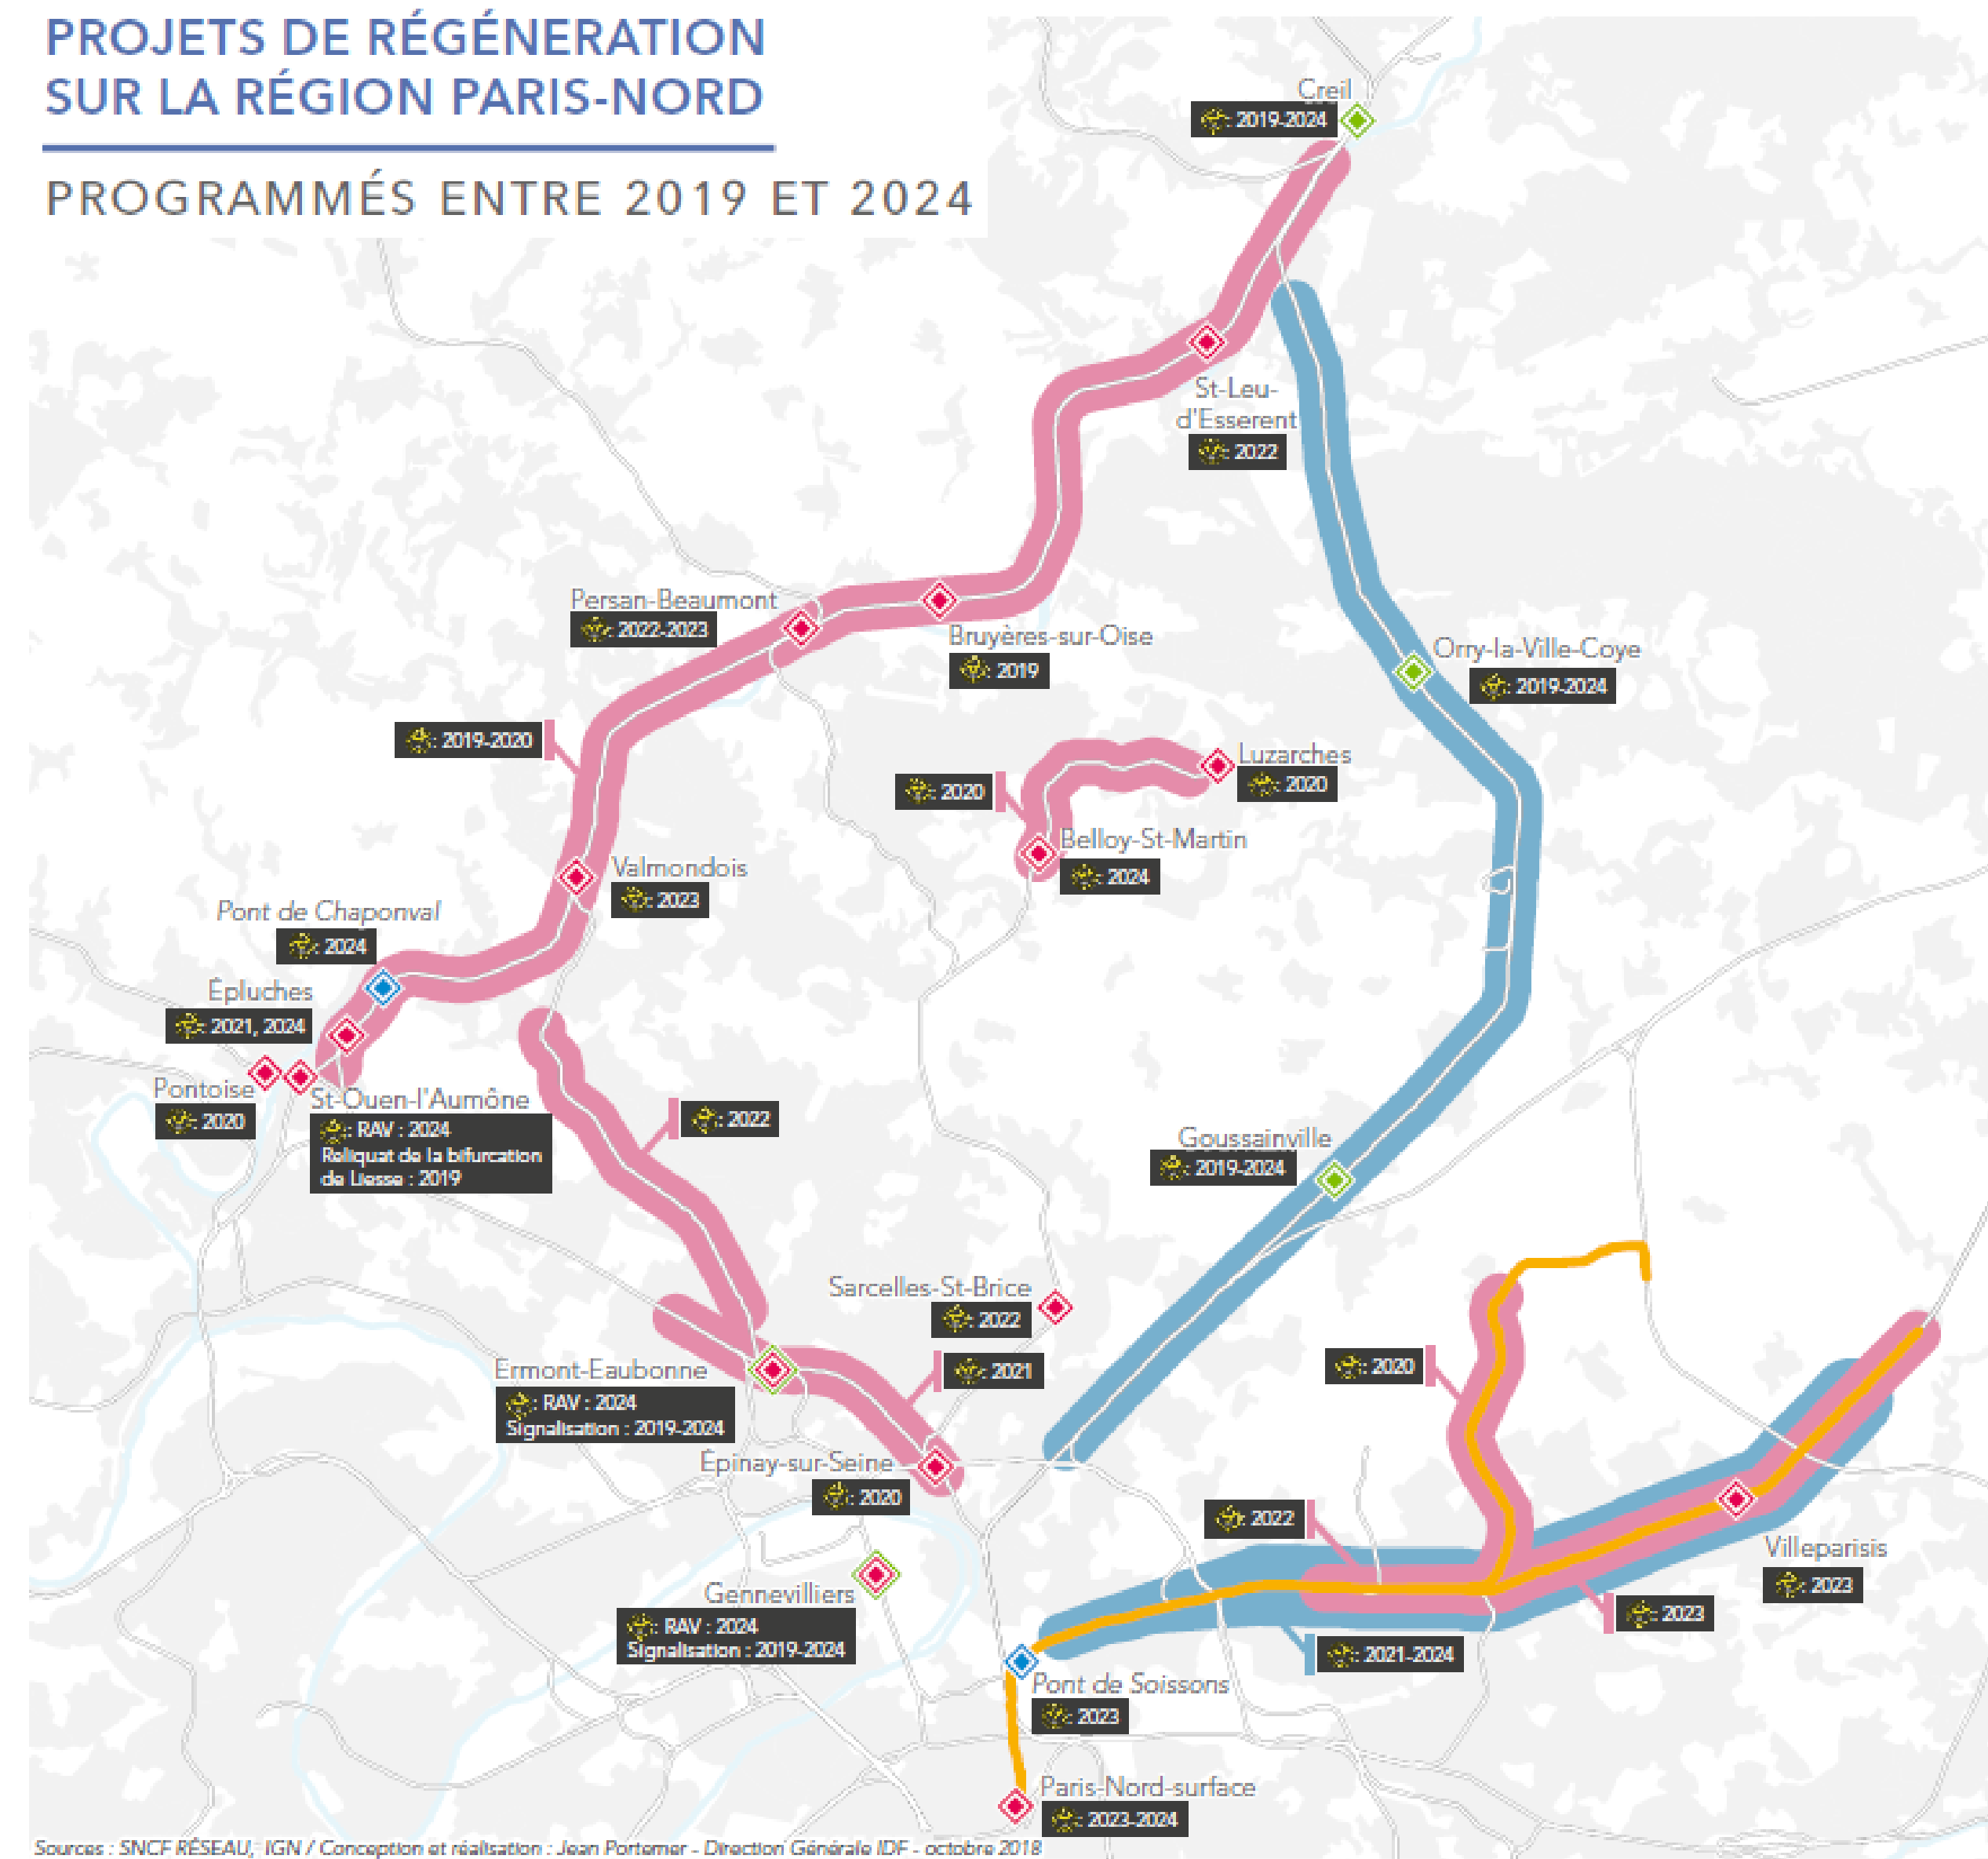 PROJETS DE RÉGÉNERATION
SUR LA RÉGION PARIS-NORD
PROGRAMMÉS ENTRE 2019 ET 2024
Creil
: 2019-2024
St-Leu-
d'Esserent
: 2022
Persan-Beaumont
: 2022-2023
Bruyères-sur-Oise
: 2019
Orry-la-Ville-Coye
: 2019-2024
: 2019-2020
Luzarches
: 2020
: 2020
Belloy-St-Martin
: 2024
Valmondois
: 2023
Pont de Chaponval
: 2024
Épluches
: 2021, 2024
Pontoise
: 2020
St-Ouen-l'Aumône
: RAV : 2024
Reliquat de la bifurcation
de Liesse : 2019
: 2022
Goussainville
: 2019-2024
Sarcelles-St-Brice
: 2022
: 2021
Ermont-Eaubonne
: RAV : 2024
Signalisation : 2019-2024
: 2020
Épinay-sur-Seine
: 2020
: 2022
Villeparisis
: 2023
Gennevilliers
: RAV : 2024
Signalisation : 2019-2024
: 2023
: 2021-2024
Pont de Soissons
: 2023
Paris-Nord-surface
: 2023-2024
Sources : SNCF RÉSEAU, IGN / Conception et réalisation : Jean Portemer - Direction Générale IDF - octobre 2018